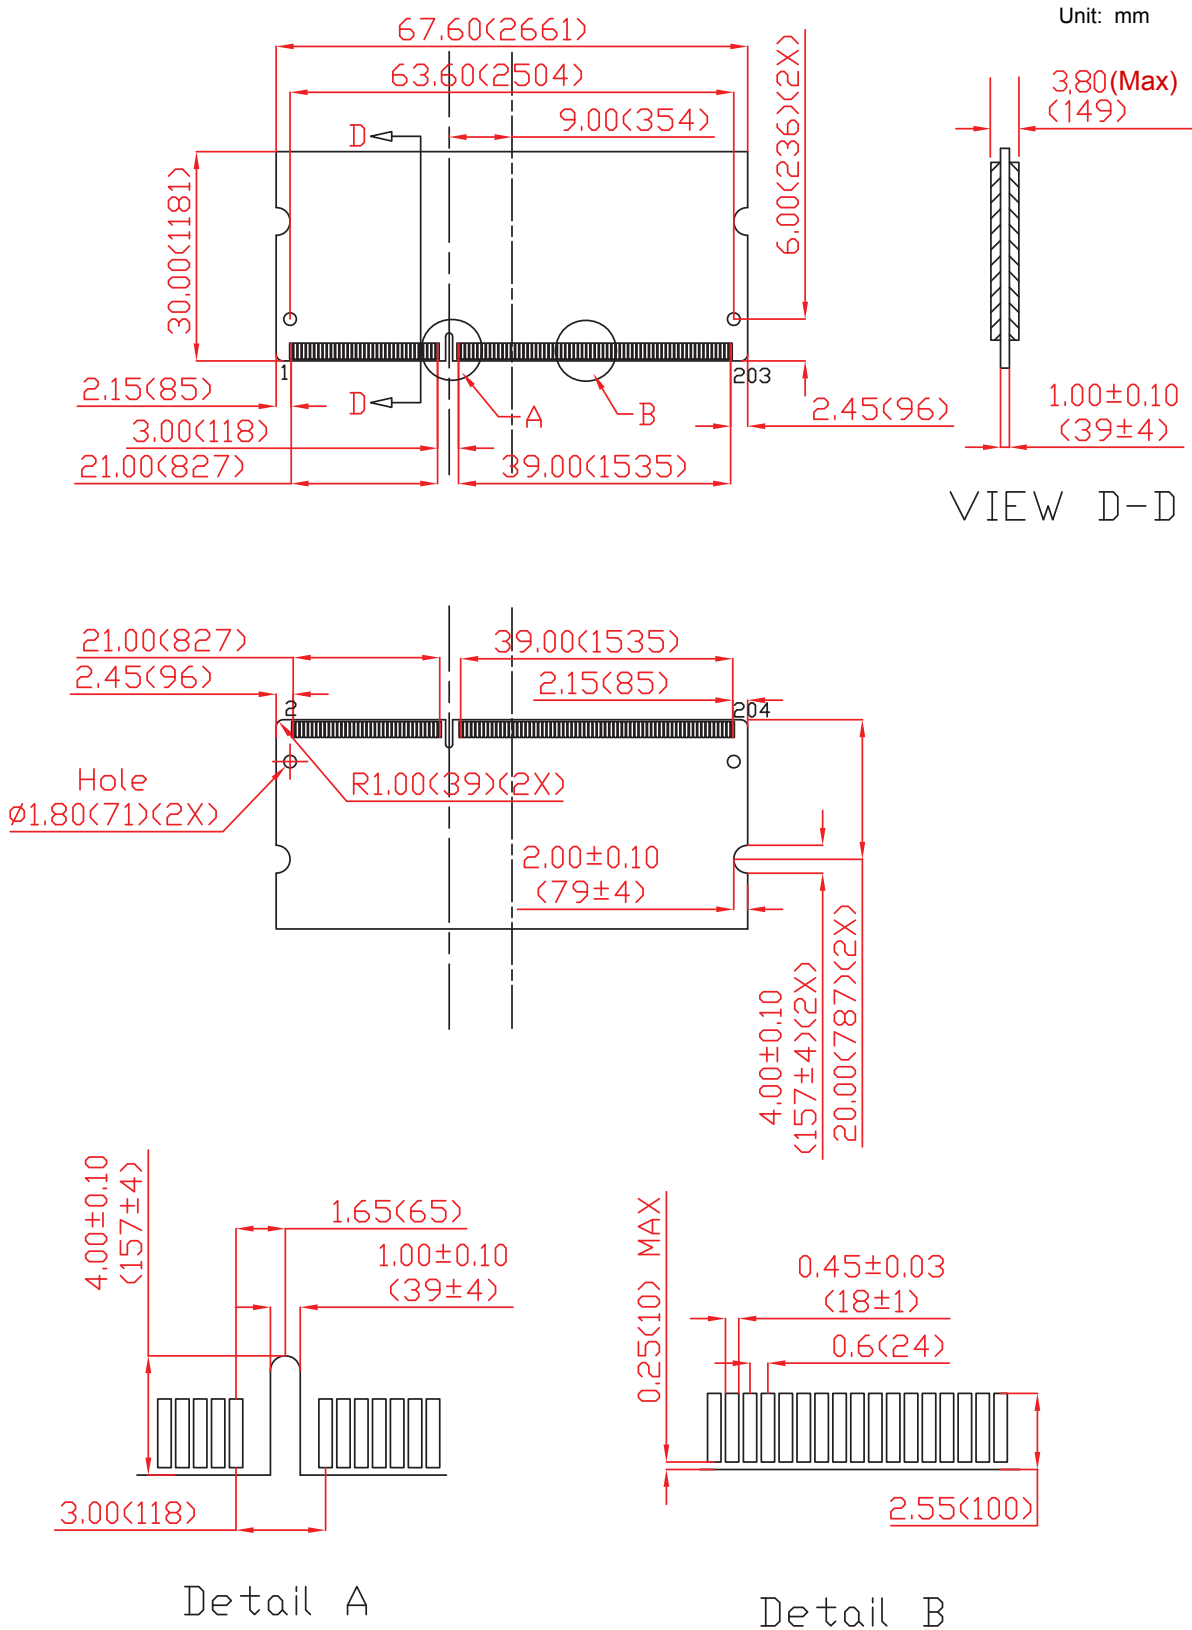 Unit: mm
67.60(2661)
63.60(2504)
9.00(354)
D
30.00(1181)
6.00(236)(2X)
3.80(Max)
(149)
1
203
2.15(85)
D
A
B
2.45(96)
3.00(118)
21.00(827)
39.00(1535)
1.00±0.10
(39±4)
VIEW D-D
21.00(827)
39.00(1535)
2.45(96)
2.15(85)
2
204
Hole
ø1.80(71)(2X)
R1.00(39)(2X)
2.00±0.10
(79±4)
4.00±0.10
(157±4)(2X)
20.00(787)(2X)
4.00±0.10
(157±4)
1.65(65)
1.00±0.10
(39±4)
3.00(118)
Detail A
0.25(10) MAX
0.45±0.03
(18±1)
0.6(24)
2.55(100)
Detail B